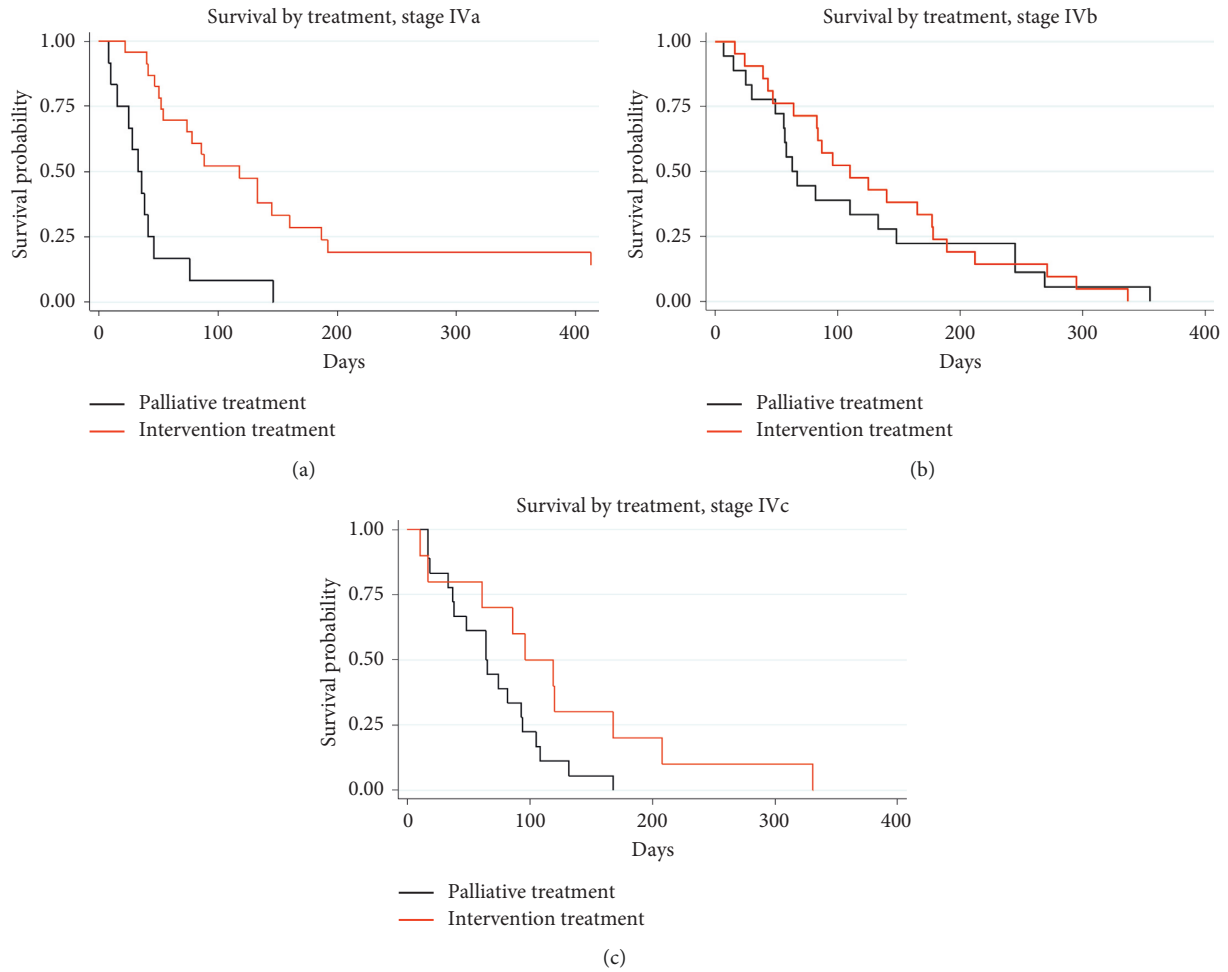 Survival by treatment, stage IVa
1.00
0.75
0.50
0.25
0.00
Survival probability
0 100 200 300 400
Days
Palliative treatment
Intervention treatment
(a)
Survival by treatment, stage IVb
1.00
0.75
0.50
0.25
0.00
Survival probability
0 100 200 300 400
Days
Palliative treatment
Intervention treatment
(b)
Survival by treatment, stage IVc
1.00
0.75
0.50
0.25
0.00
Survival probability
0 100 200 300 400
Days
Palliative treatment
Intervention treatment
(c)